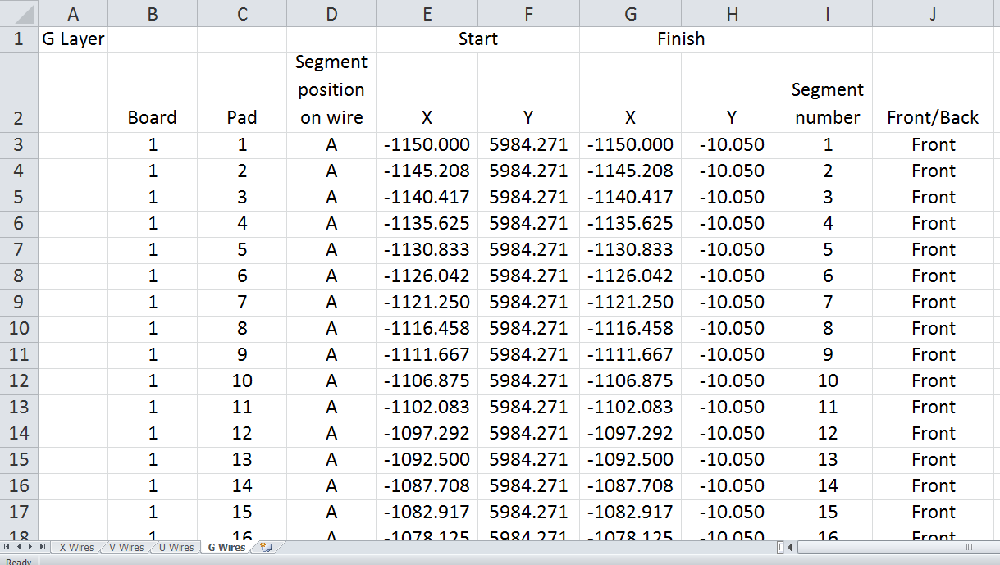 A B C D E F G H I J
1 G Layer Start Finish
Segment
position Segment
2 Board Pad on wire X Y X Y number Front/Back
3 1 1 A -1150.000 5984.271 -1150.000 -10.050 1 Front
4 1 2 A -1145.208 5984.271 -1145.208 -10.050 2 Front
5 1 3 A -1140.417 5984.271 -1140.417 -10.050 3 Front
6 1 4 A -1135.625 5984.271 -1135.625 -10.050 4 Front
7 1 5 A -1130.833 5984.271 -1130.833 -10.050 5 Front
8 1 6 A -1126.042 5984.271 -1126.042 -10.050 6 Front
9 1 7 A -1121.250 5984.271 -1121.250 -10.050 7 Front
10 1 8 A -1116.458 5984.271 -1116.458 -10.050 8 Front
11 1 9 A -1111.667 5984.271 -1111.667 -10.050 9 Front
12 1 10 A -1106.875 5984.271 -1106.875 -10.050 10 Front
13 1 11 A -1102.083 5984.271 -1102.083 -10.050 11 Front
14 1 12 A -1097.292 5984.271 -1097.292 -10.050 12 Front
15 1 13 A -1092.500 5984.271 -1092.500 -10.050 13 Front
16 1 14 A -1087.708 5984.271 -1087.708 -10.050 14 Front
17 1 15 A -1082.917 5984.271 -1082.917 -10.050 15 Front
18 1 16 A -1078.125 5984.271 -1078.125 -10.050 16 Front
X Wires V Wires U Wires G Wires
Ready